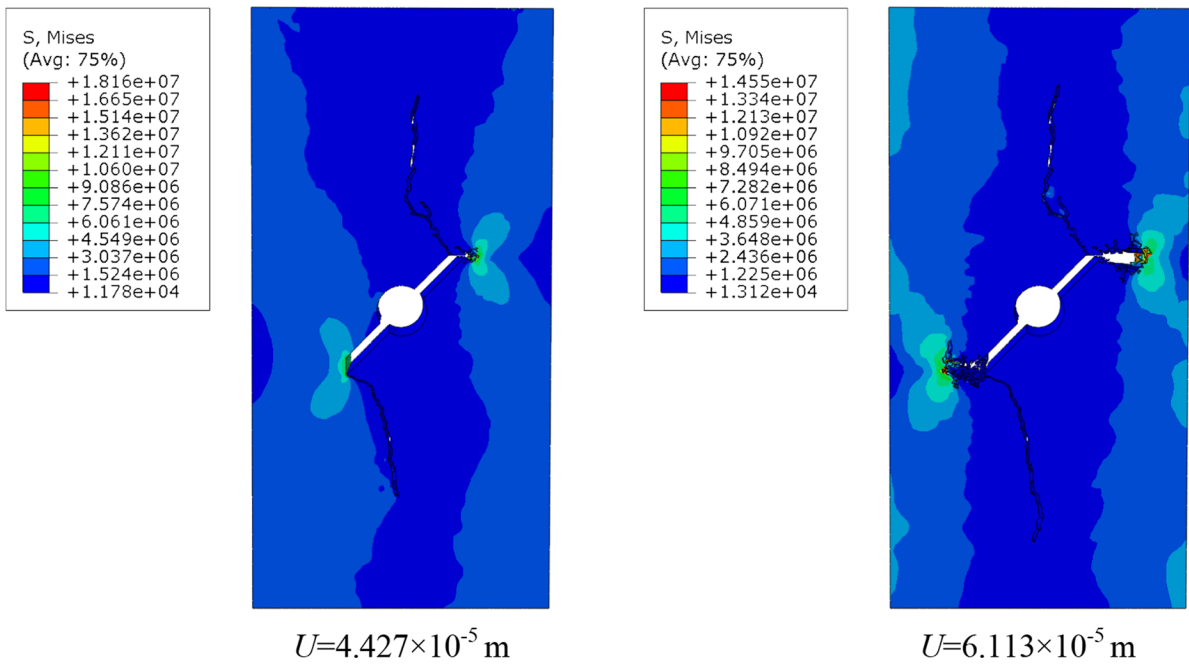 S, Mises
(Avg: 75%)
+1.816e+07
+1.665e+07
+1.514e+07
+1.362e+07
+1.211e+07
+1.060e+07
+9.086e+06
+7.574e+06
+6.061e+06
+4.549e+06
+3.037e+06
+1.524e+06
+1.178e+04
U=4.427×10⁻⁵ m
S, Mises
(Avg: 75%)
+1.455e+07
+1.334e+07
+1.213e+07
+1.092e+07
+9.705e+06
+8.494e+06
+7.282e+06
+6.071e+06
+4.859e+06
+3.648e+06
+2.436e+06
+1.225e+06
+1.312e+04
U=6.113×10⁻⁵ m